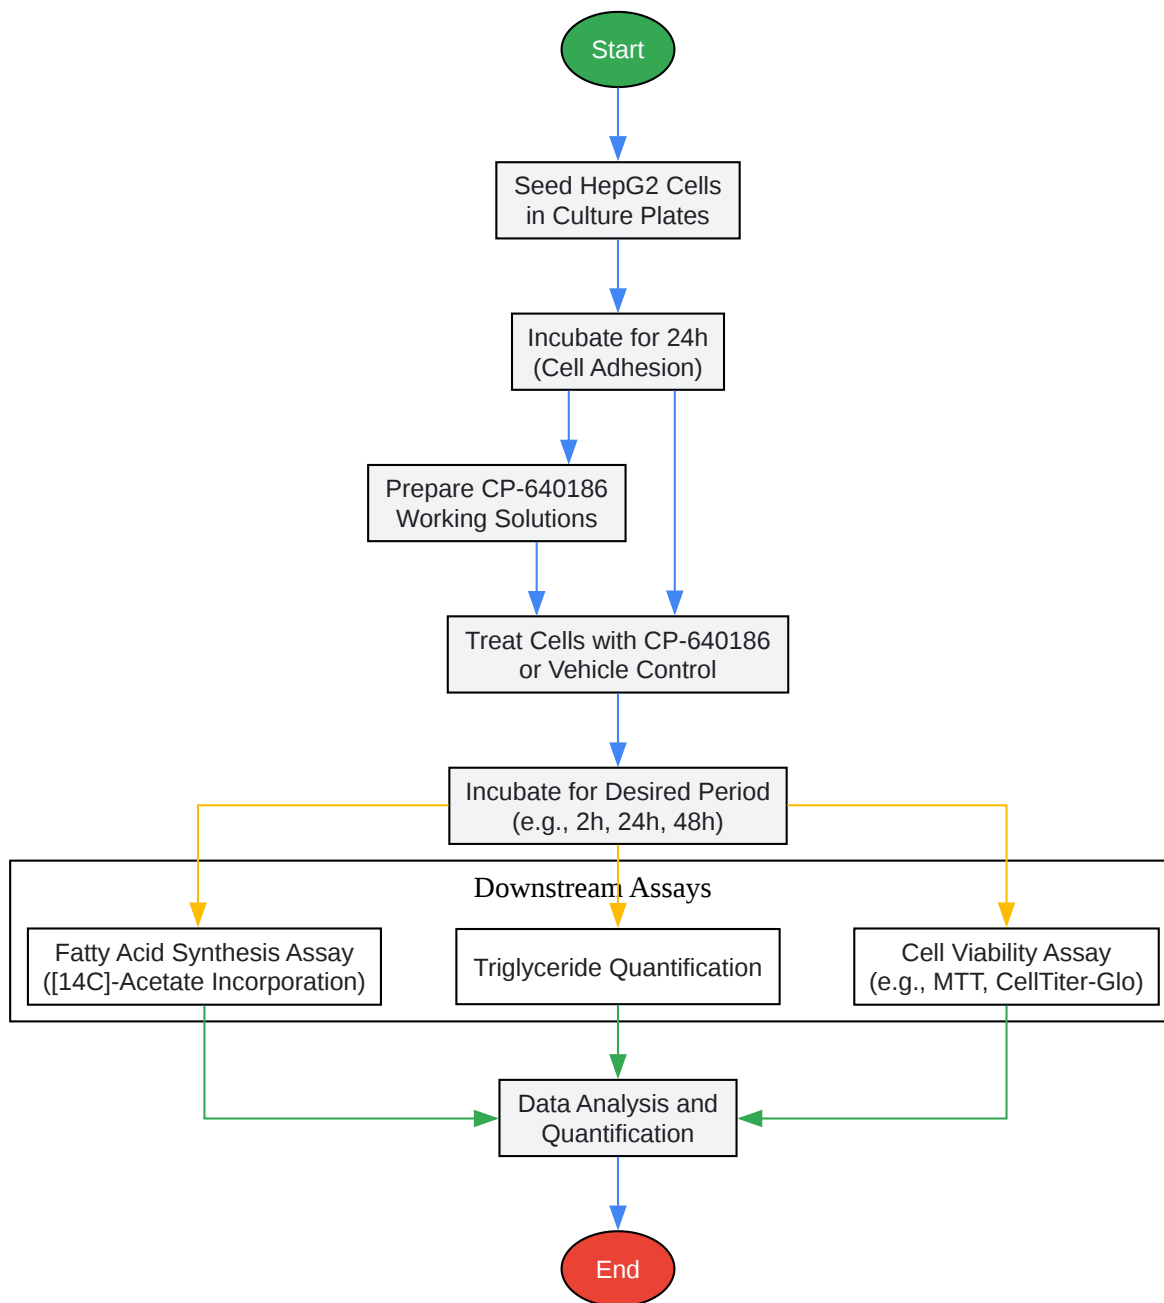 Start
Seed HepG2 Cells
in Culture Plates
Incubate for 24h
(Cell Adhesion)
Prepare CP-640186
Working Solutions
Treat Cells with CP-640186
or Vehicle Control
Incubate for Desired Period
(e.g., 2h, 24h, 48h)
Downstream Assays
Fatty Acid Synthesis Assay
([14C]-Acetate Incorporation)
Triglyceride Quantification
Cell Viability Assay
(e.g., MTT, CellTiter-Glo)
Data Analysis and
Quantification
End